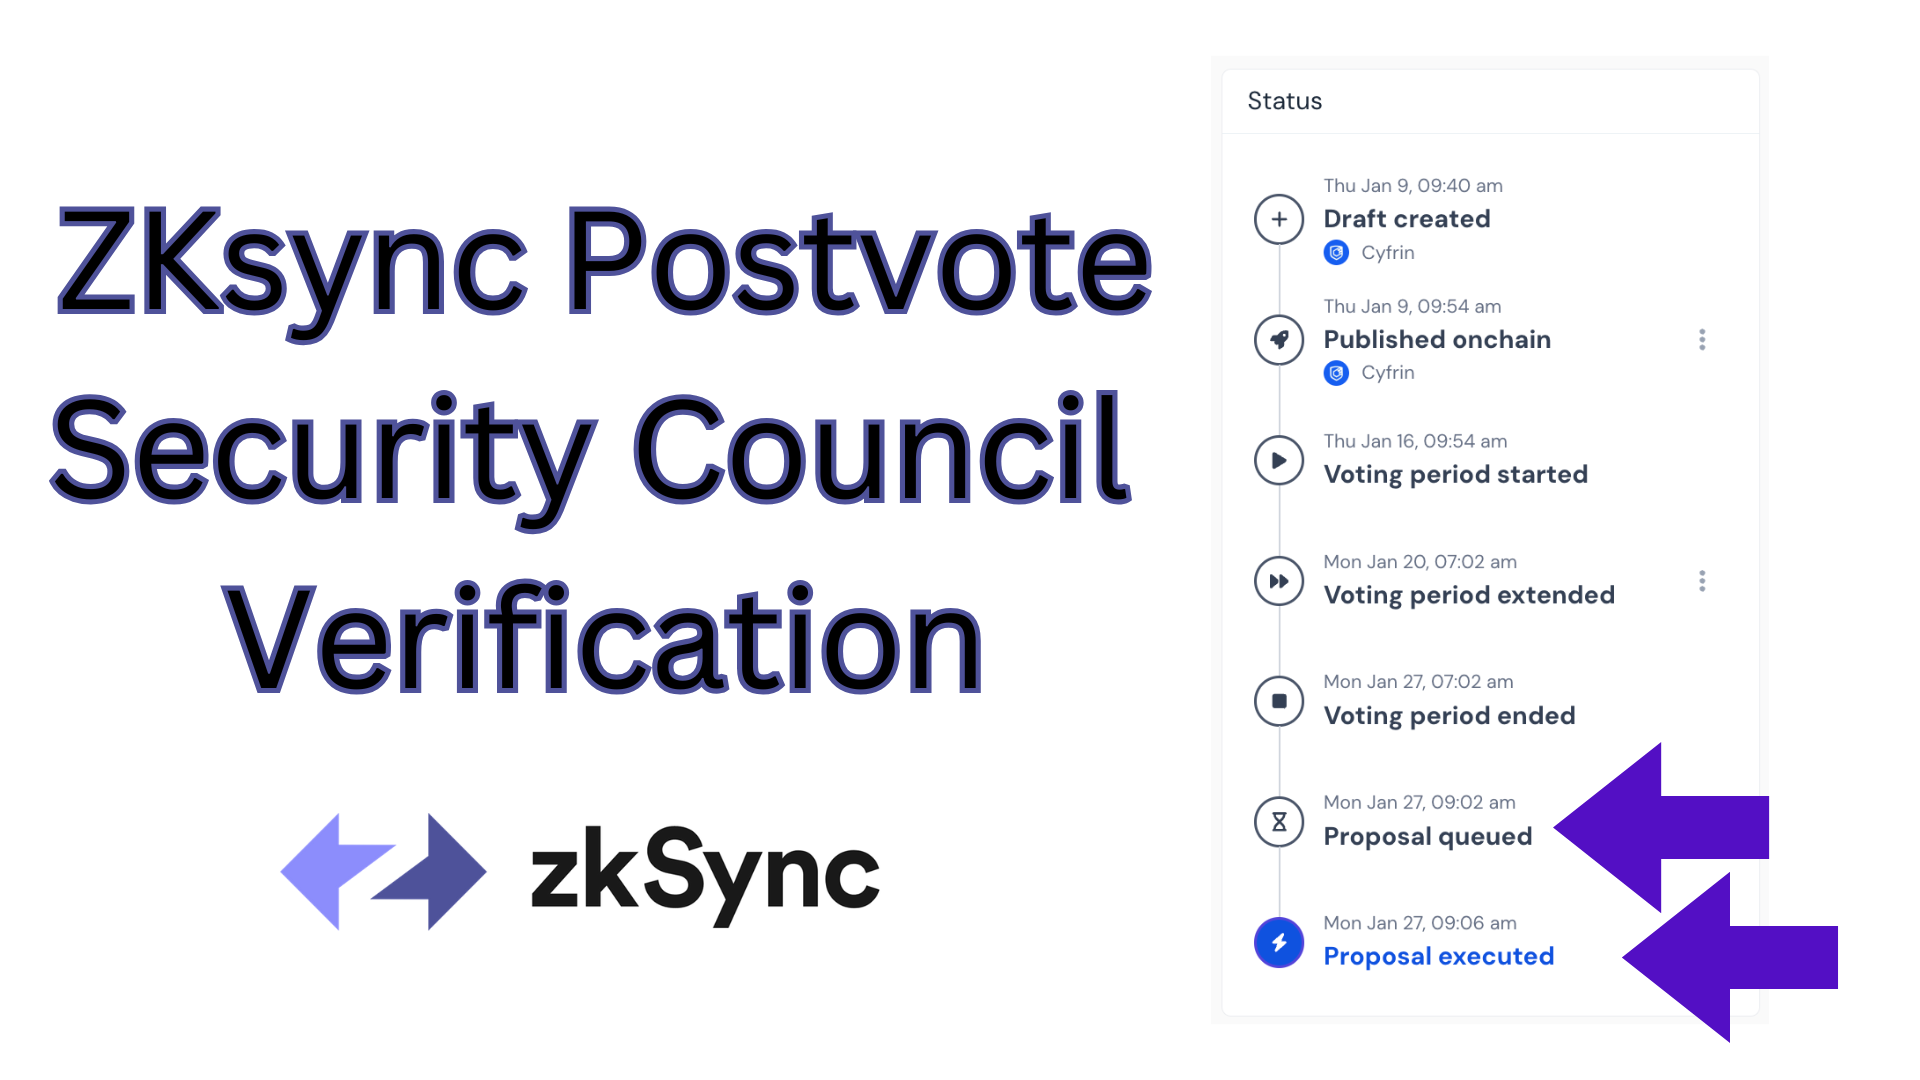 ZKsync Postvote
Security Council
Verification
zkSync
Status
Thu Jan 9, 09:40 am
Draft created
Cyfrin
Thu Jan 9, 09:54 am
Published onchain
Cyfrin
Thu Jan 16, 09:54 am
Voting period started
Mon Jan 20, 07:02 am
Voting period extended
Mon Jan 27, 07:02 am
Voting period ended
Mon Jan 27, 09:02 am
Proposal queued
Mon Jan 27, 09:06 am
Proposal executed